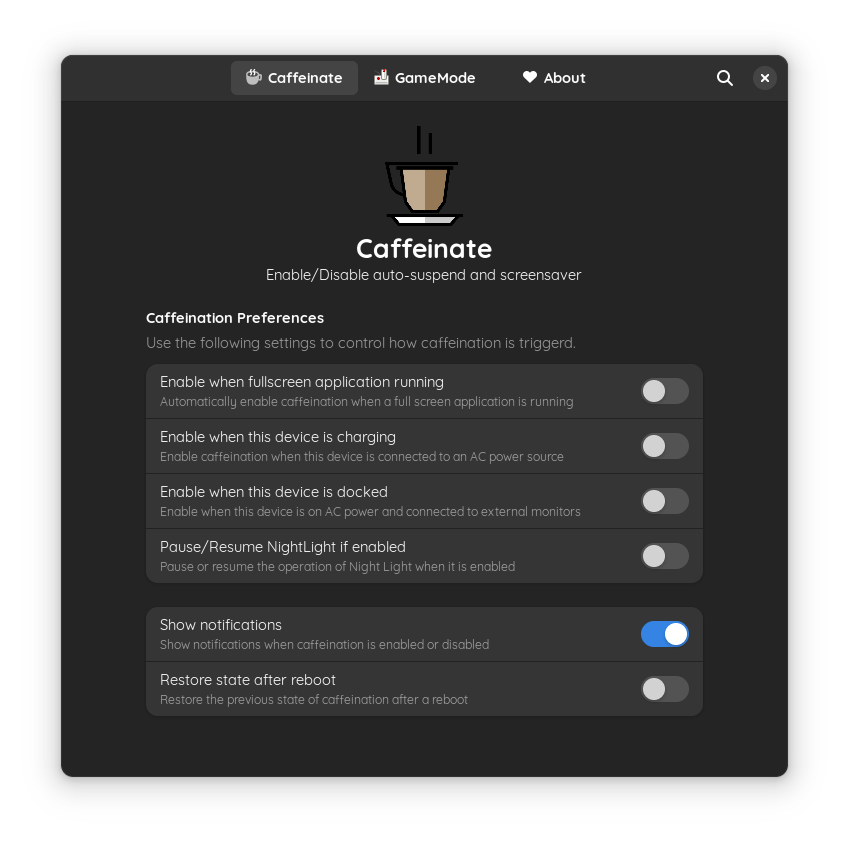 Caffeinate GameMode About
Caffeinate
Enable/Disable auto-suspend and screensaver
Caffeination Preferences
Use the following settings to control how caffeination is triggerd.
Enable when fullscreen application running
Automatically enable caffeination when a full screen application is running
Enable when this device is charging
Enable caffeination when this device is connected to an AC power source
Enable when this device is docked
Enable when this device is on AC power and connected to external monitors
Pause/Resume NightLight if enabled
Pause or resume the operation of Night Light when it is enabled
Show notifications
Show notifications when caffeination is enabled or disabled
Restore state after reboot
Restore the previous state of caffeination after a reboot